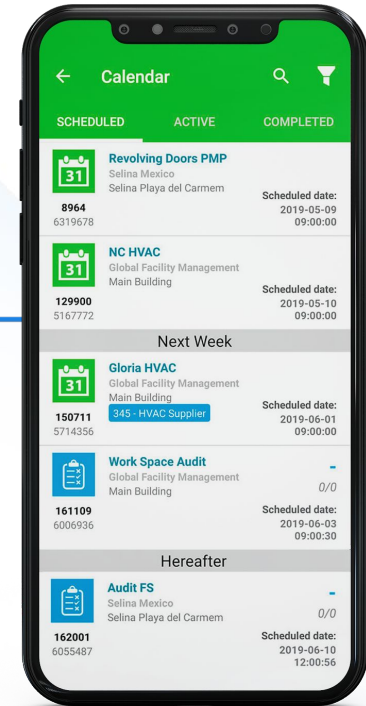 Calendar
SCHEDULED ACTIVE COMPLETED
31
Revolving Doors PMP
Selina Mexico
Selina Playa del Carmem
8964
6319678
Scheduled date:
2019-05-09
09:00:00
31
NC HVAC
Global Facility Management
Main Building
129900
5167772
Scheduled date:
2019-05-10
09:00:00
Next Week
31
Gloria HVAC
Global Facility Management
Main Building
345 - HVAC Supplier
150711
5714356
Scheduled date:
2019-06-01
09:00:00
Work Space Audit
Global Facility Management
Main Building
161109
6006936
-
0/0
Scheduled date:
2019-06-03
09:00:30
Hereafter
Audit FS
Selina Mexico
Selina Playa del Carmem
162001
6055487
-
0/0
Scheduled date:
2019-06-10
12:00:56